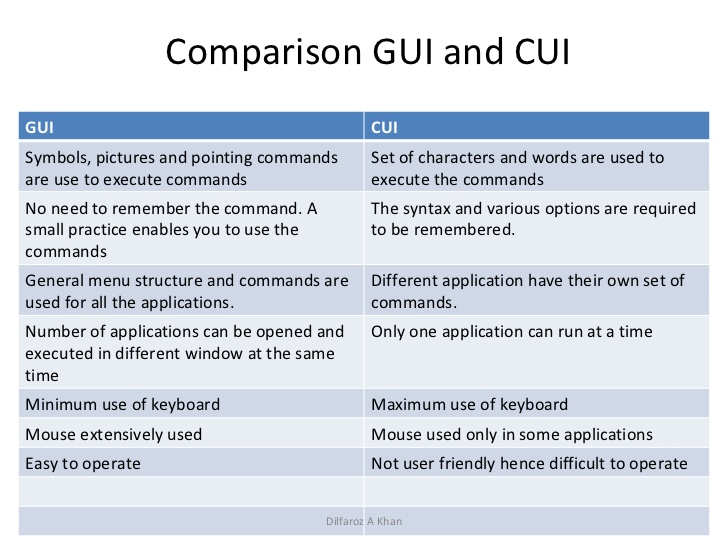 Comparison GUI and CUI
GUI
CUI
Symbols, pictures and pointing commands
are use to execute commands
Set of characters and words are used to
execute the commands
No need to remember the command. A
small practice enables you to use the
commands
The syntax and various options are required
to be remembered.
General menu structure and commands are
used for all the applications.
Different application have their own set of
commands.
Number of applications can be opened and
executed in different window at the same
time
Only one application can run at a time
Minimum use of keyboard
Maximum use of keyboard
Mouse extensively used
Mouse used only in some applications
Easy to operate
Not user friendly hence difficult to operate
Dilfaroz A Khan